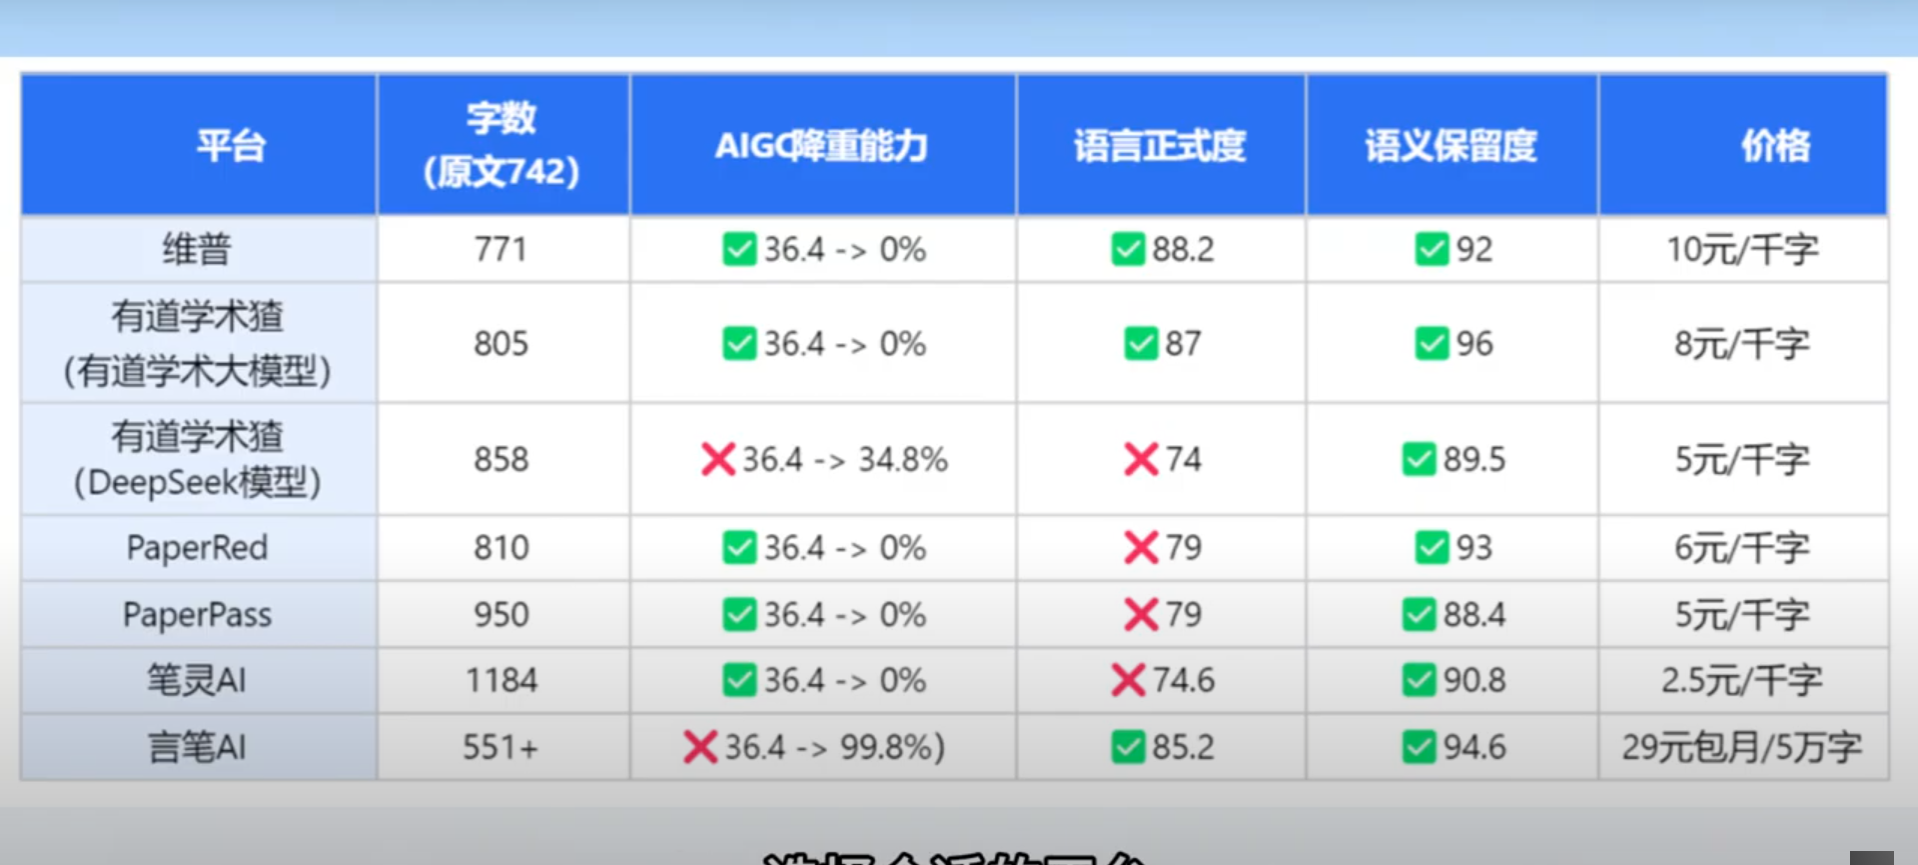 平台
字数
(原文742)
AIGC降重能力
语言正式度
语义保留度
价格
维普
771
✅36.4 -> 0%
✅88.2
✅92
10元/千字
有道学术猹
(有道学术大模型)
805
✅36.4 -> 0%
✅87
✅96
8元/千字
有道学术猹
(DeepSeek模型)
858
❌36.4 -> 34.8%
❌74
✅89.5
5元/千字
PaperRed
810
✅36.4 -> 0%
❌79
✅93
6元/千字
PaperPass
950
✅36.4 -> 0%
❌79
✅88.4
5元/千字
笔灵AI
1184
✅36.4 -> 0%
❌74.6
✅90.8
2.5元/千字
言笔AI
551+
❌36.4 -> 99.8%)
✅85.2
✅94.6
29元包月/5万字